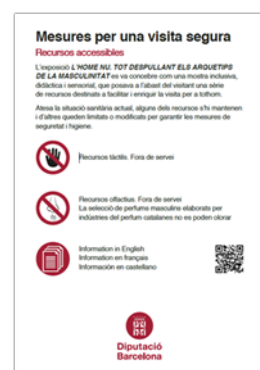 Mesures per una visita segura
Recursos accessibles
L'exposició L'HOME NU. TOT DESPULLANT ELS ARQUETIPS
DE LA MASCULINITAT es va concebre com una mostra inclusiva,
didàctica i sensorial, que posava a l'abast del visitant una sèrie
de recursos destinats a facilitar i enriquir la visita per a tothom.
Atesa la situació sanitària actual, alguns dels recursos s'hi mantenen
i d'altres queden limitats o modificats per garantir les mesures de
seguretat i higiene.
Recursos tàctils. Fora de servei
Recursos olfactius. Fora de servei
La selecció de perfums masculins elaborats per
indústries del perfum catalanes no es poden olorar
Information in English
Information en français
Información en castellano
Diputació
Barcelona